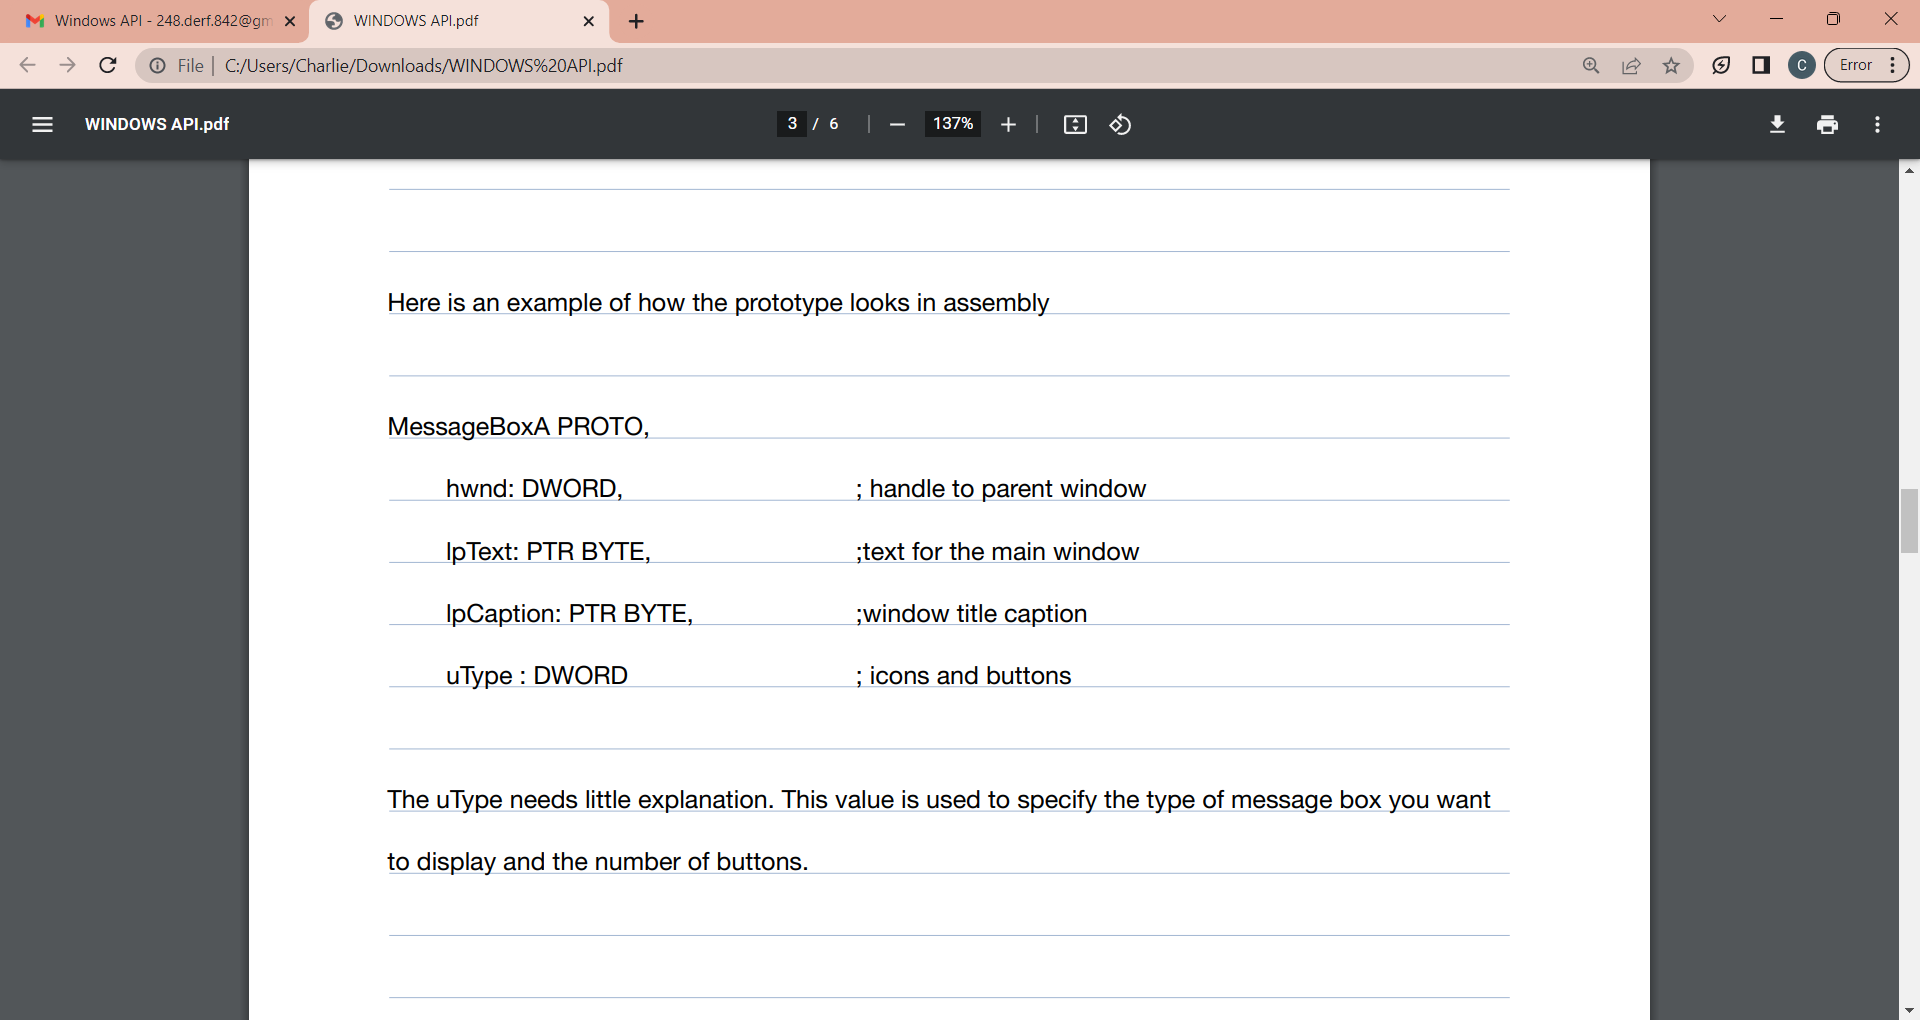 Windows API - 248.derf.842@gm
WINDOWS API.pdf
File
C:/Users/Charlie/Downloads/WINDOWS%20API.pdf
C
Error
WINDOWS API.pdf
3 / 6
137%
Here is an example of how the prototype looks in assembly
MessageBoxA PROTO,
hwnd: DWORD, ; handle to parent window
lpText: PTR BYTE, ;text for the main window
lpCaption: PTR BYTE, ;window title caption
uType : DWORD ; icons and buttons
The uType needs little explanation. This value is used to specify the type of message box you want
to display and the number of buttons.